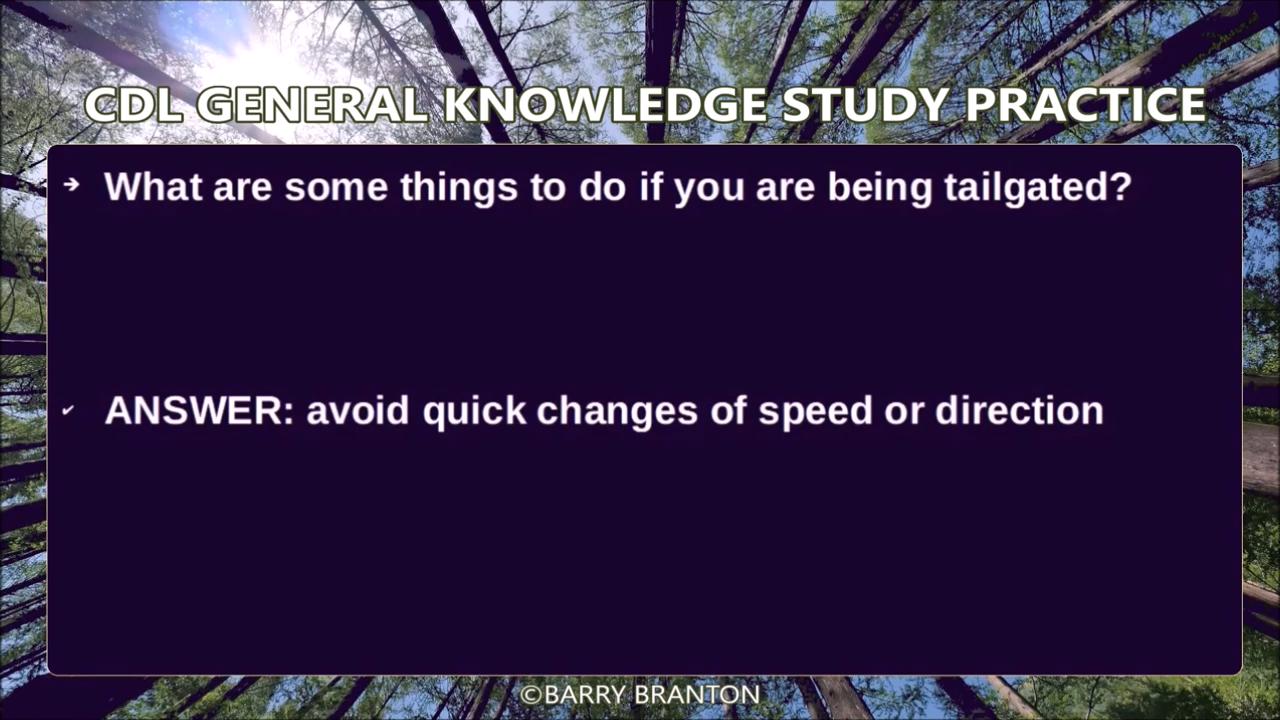 CDL GENERAL KNOWLEDGE STUDY PRACTICE
➔ What are some things to do if you are being tailgated?
✔ ANSWER: avoid quick changes of speed or direction
©BARRY BRANTON